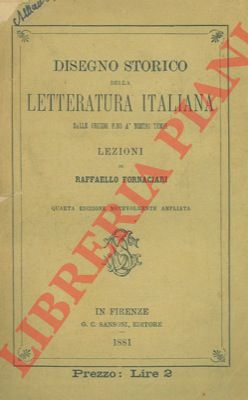 DISEGNO STORICO
DELLA
LETTERATURA ITALIANA
DALLE ORIGINI FINO A' NOSTRI TEMPI
LEZIONI
DI
RAFFAELLO FORNACIARI
QUARTA EDIZIONE NOTEVOLMENTE AMPLIATA
IN FIRENZE
G. C. SANSONI, EDITORE
1881
Prezzo: Lire 2
LIBRERIA PIANI